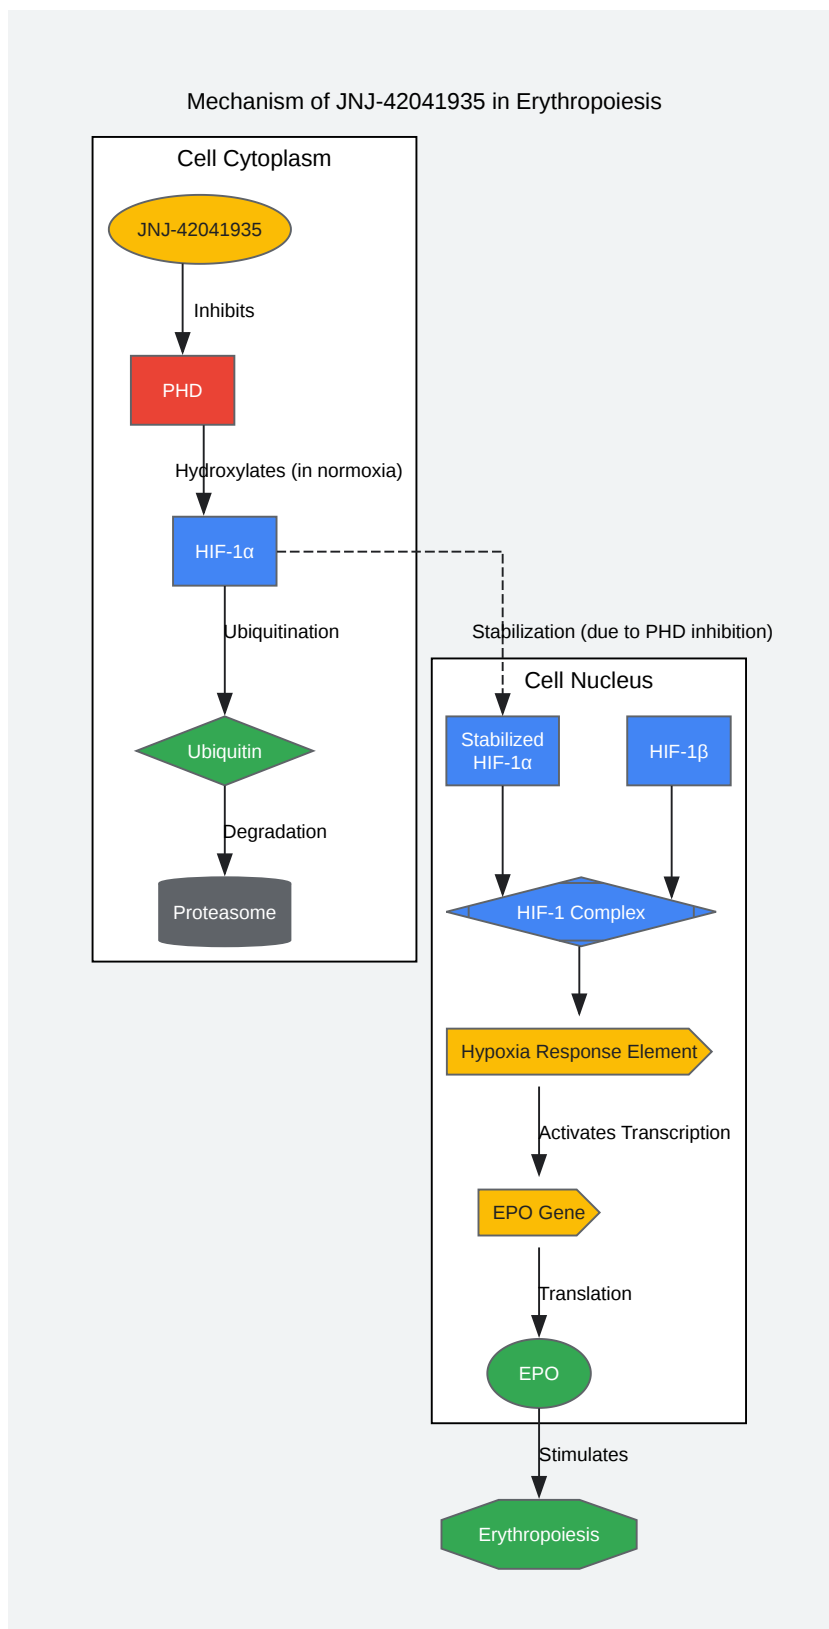 Mechanism of JNJ-42041935 in Erythropoiesis
Cell Cytoplasm
JNJ-42041935
Inhibits
PHD
Hydroxylates (in normoxia)
HIF-1α
Ubiquitination
Stabilization (due to PHD inhibition)
Ubiquitin
Degradation
Proteasome
Cell Nucleus
Stabilized
HIF-1α
HIF-1β
HIF-1 Complex
Hypoxia Response Element
Activates Transcription
EPO Gene
Translation
EPO
Stimulates
Erythropoiesis